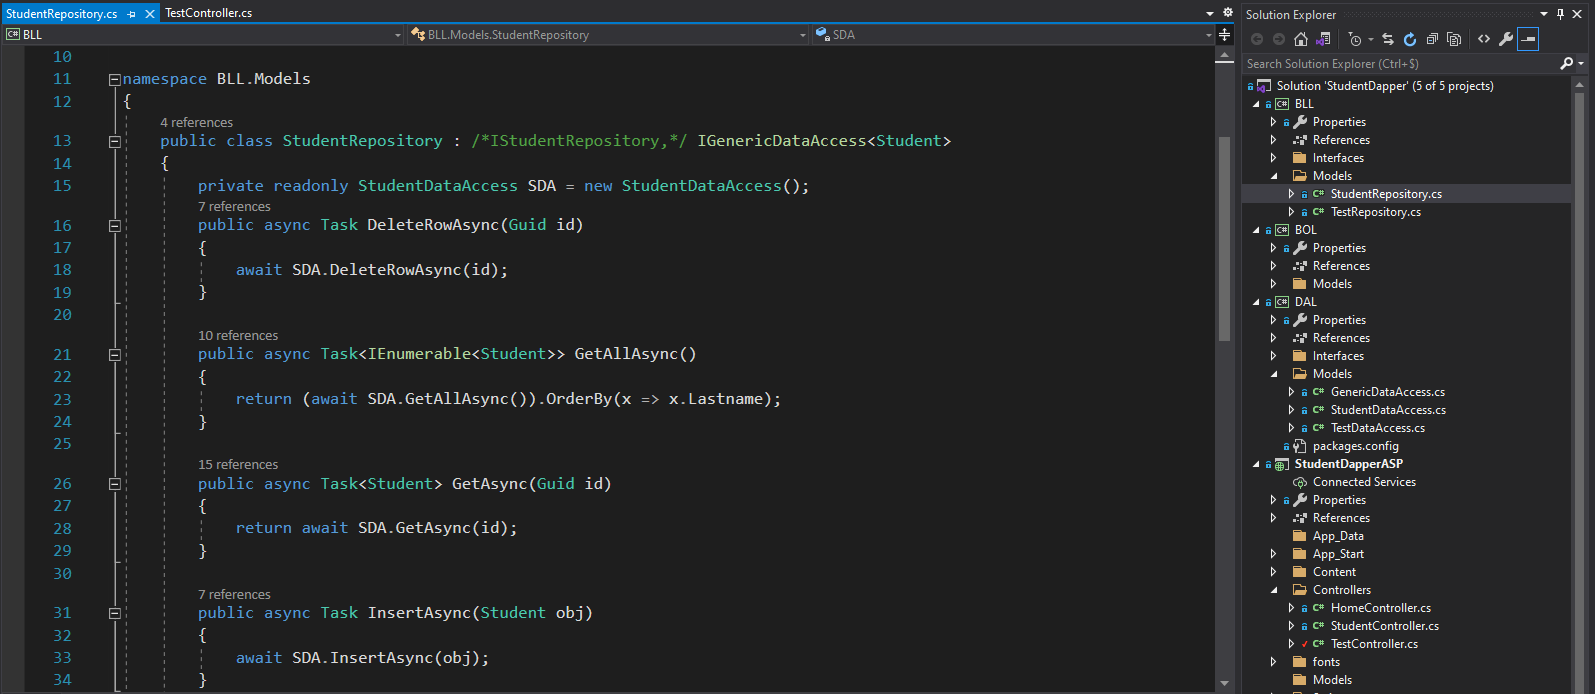 StudentRepository.cs
TestController.cs
BLL
BLL.Models.StudentRepository
SDA
10
11 namespace BLL.Models
12 {
4 references
13 public class StudentRepository : /*IStudentRepository,*/ IGenericDataAccess<Student>
14 {
15 private readonly StudentDataAccess SDA = new StudentDataAccess();
7 references
16 public async Task DeleteRowAsync(Guid id)
17 {
18 await SDA.DeleteRowAsync(id);
19 }
20
10 references
21 public async Task<IEnumerable<Student>> GetAllAsync()
22 {
23 return (await SDA.GetAllAsync()).OrderBy(x => x.Lastname);
24 }
25
15 references
26 public async Task<Student> GetAsync(Guid id)
27 {
28 return await SDA.GetAsync(id);
29 }
30
7 references
31 public async Task InsertAsync(Student obj)
32 {
33 await SDA.InsertAsync(obj);
34 }
Solution Explorer
Search Solution Explorer (Ctrl+$)
Solution 'StudentDapper' (5 of 5 projects)
C# BLL
Properties
References
Interfaces
Models
C# StudentRepository.cs
C# TestRepository.cs
C# BOL
Properties
References
Models
C# DAL
Properties
References
Interfaces
Models
C# GenericDataAccess.cs
C# StudentDataAccess.cs
C# TestDataAccess.cs
packages.config
StudentDapperASP
Connected Services
Properties
References
App_Data
App_Start
Content
Controllers
C# HomeController.cs
C# StudentController.cs
C# TestController.cs
fonts
Models